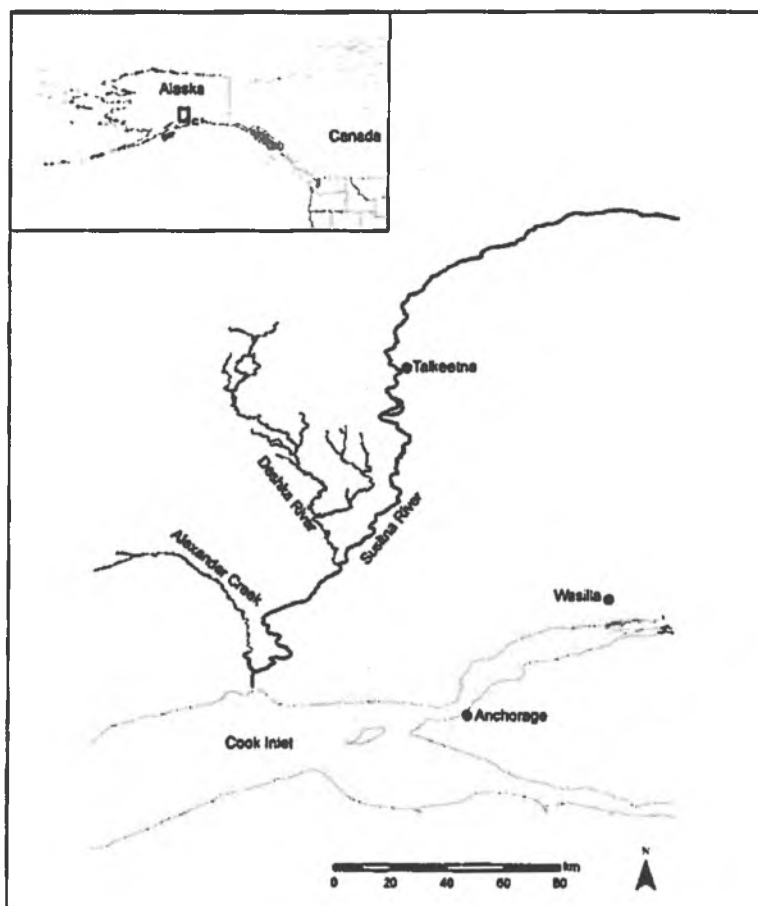 Alaska
Canada
Talkeetna
Deshka River
Susitna River
Alexander Creek
Wasilla
Anchorage
Cook Inlet
N
km
0 20 40 60 80